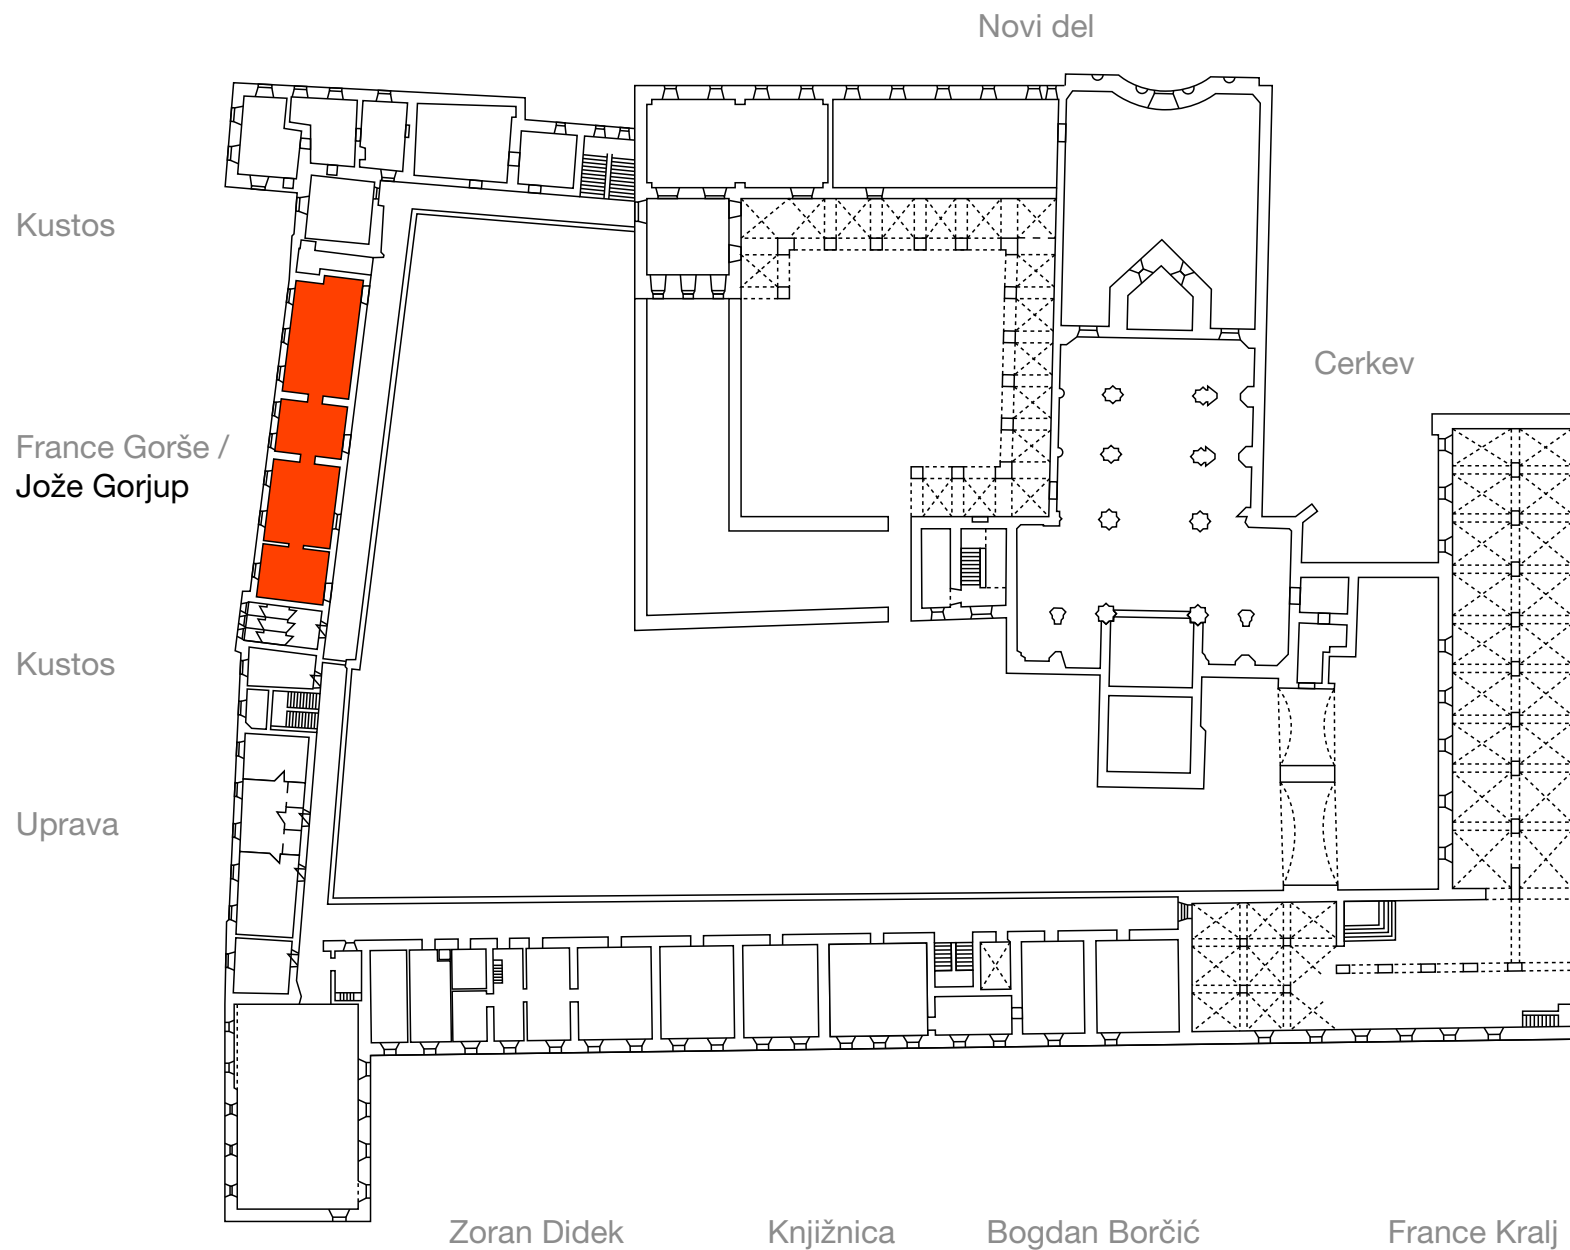 Novi del
Kustos
Cerkev
France Gorše /
Jože Gorjup
Kustos
Uprava
Zoran Didek
Knjižnica
Bogdan Borčić
France Kralj